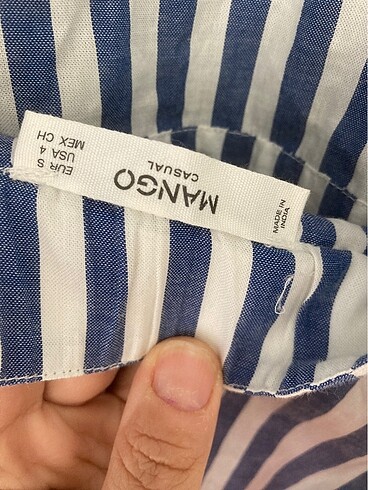 MANGO
CASUAL
EUR S
USA 4
MEX CH
MADE IN
INDIA